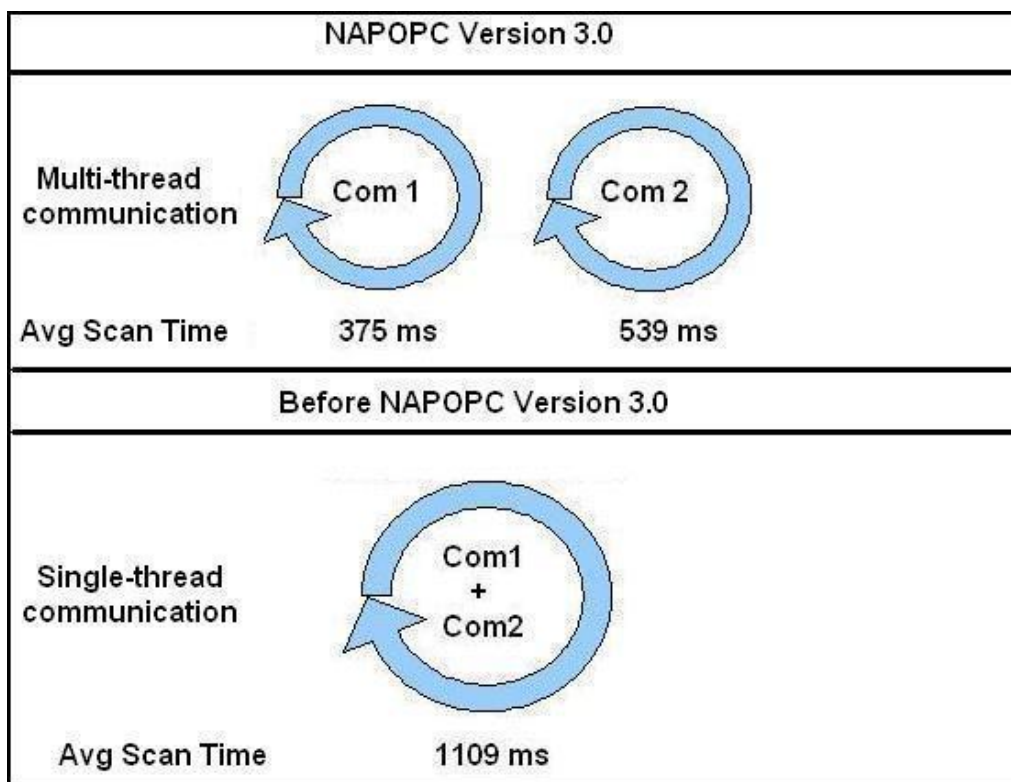 NAPOPC Version 3.0
Multi-thread
communication
Com 1
Com 2
Avg Scan Time
375 ms
539 ms
Before NAPOPC Version 3.0
Single-thread
communication
Com1
+
Com2
Avg Scan Time
1109 ms